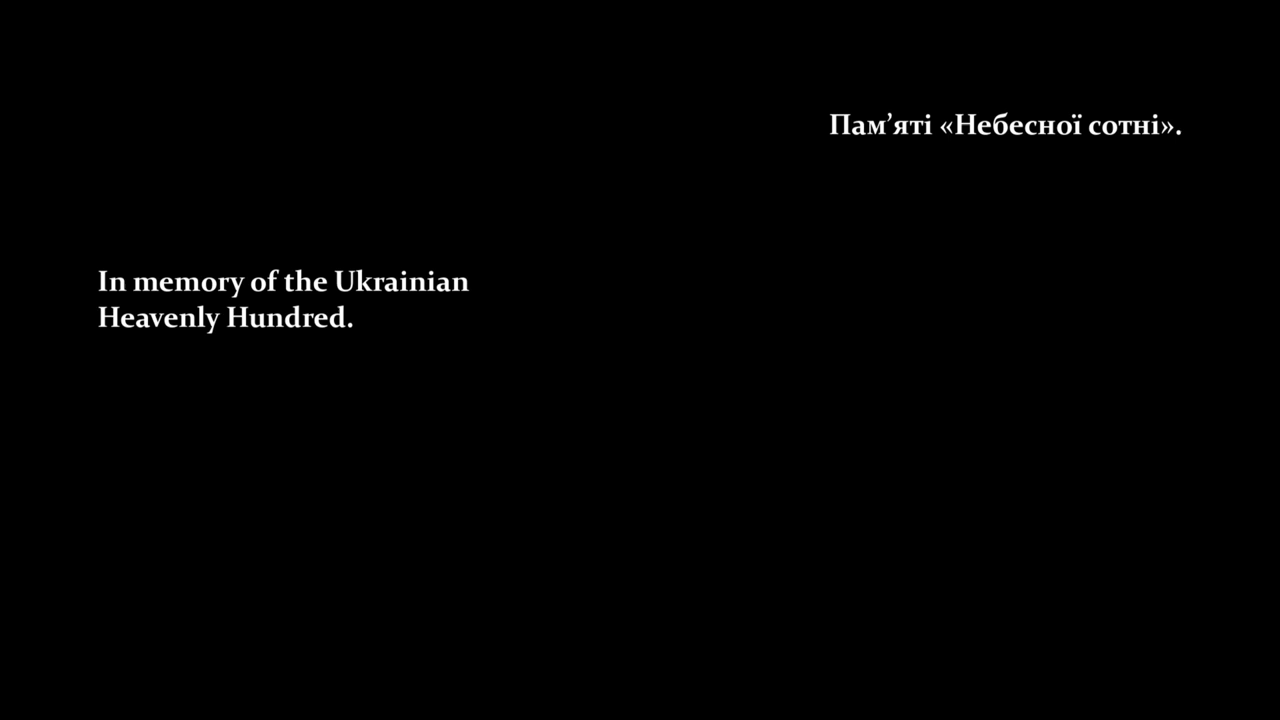 Пам’яті «Небесної сотні».
In memory of the Ukrainian
Heavenly Hundred.